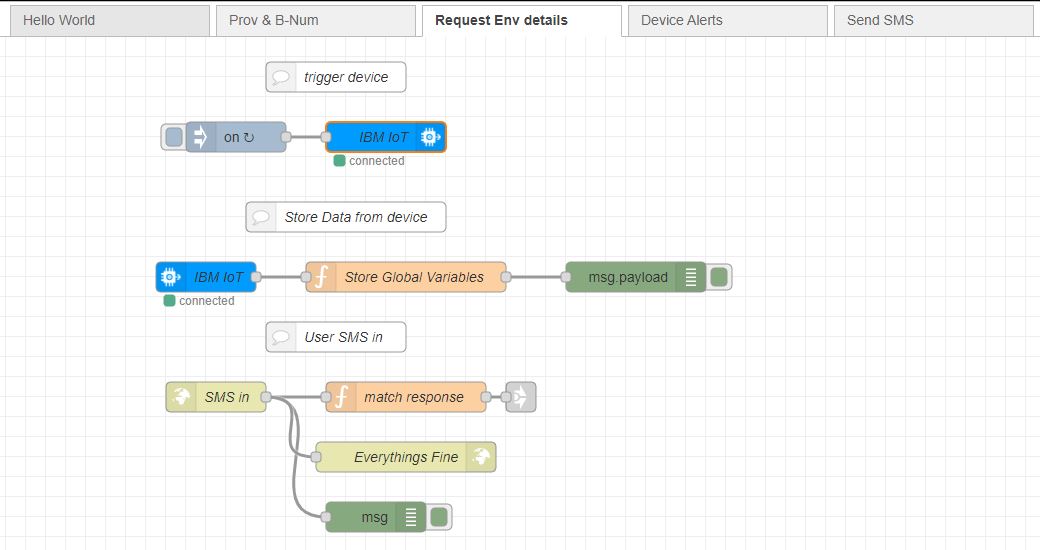 Hello World
Prov & B-Num
Request Env details
Device Alerts
Send SMS
trigger device
on ↻
IBM IoT
connected
Store Data from device
IBM IoT
Store Global Variables
msg.payload
connected
User SMS in
SMS in
match response
Everythings Fine
msg